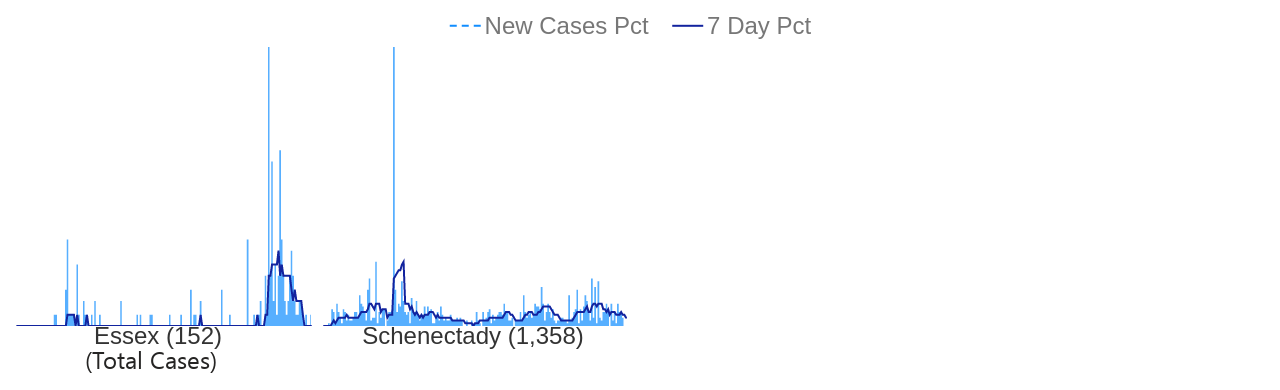 New Cases Pct 7 Day Pct
Essex (152) Schenectady (1,358)
(Total Cases)